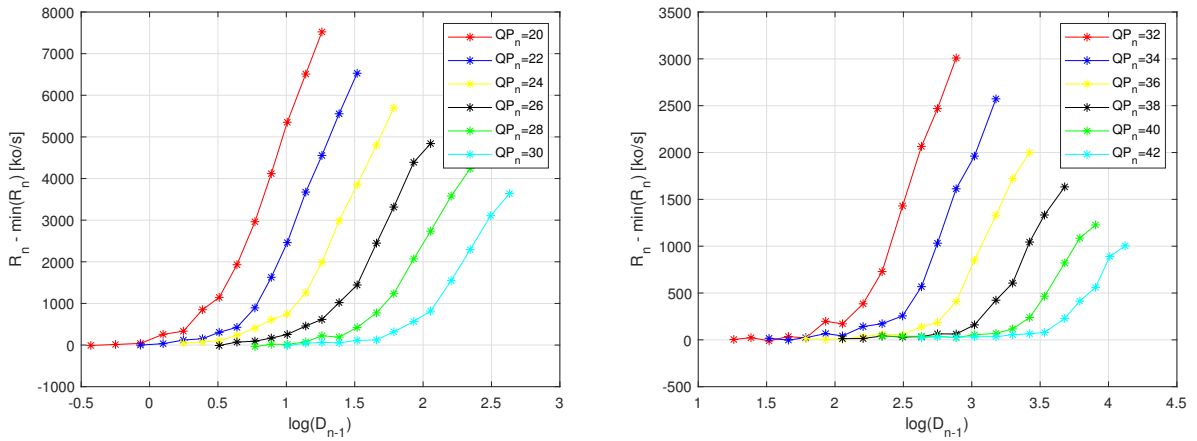 8000
7000
6000
5000
4000
3000
2000
1000
0
-1000
-0.5 0 0.5 1 1.5 2 2.5 3
R_n - min(R_n) [ko/s]
log(D_{n-1})
QP_n=20
QP_n=22
QP_n=24
QP_n=26
QP_n=28
QP_n=30
3500
3000
2500
2000
1500
1000
500
0
-500
1 1.5 2 2.5 3 3.5 4 4.5
R_n - min(R_n) [ko/s]
log(D_{n-1})
QP_n=32
QP_n=34
QP_n=36
QP_n=38
QP_n=40
QP_n=42